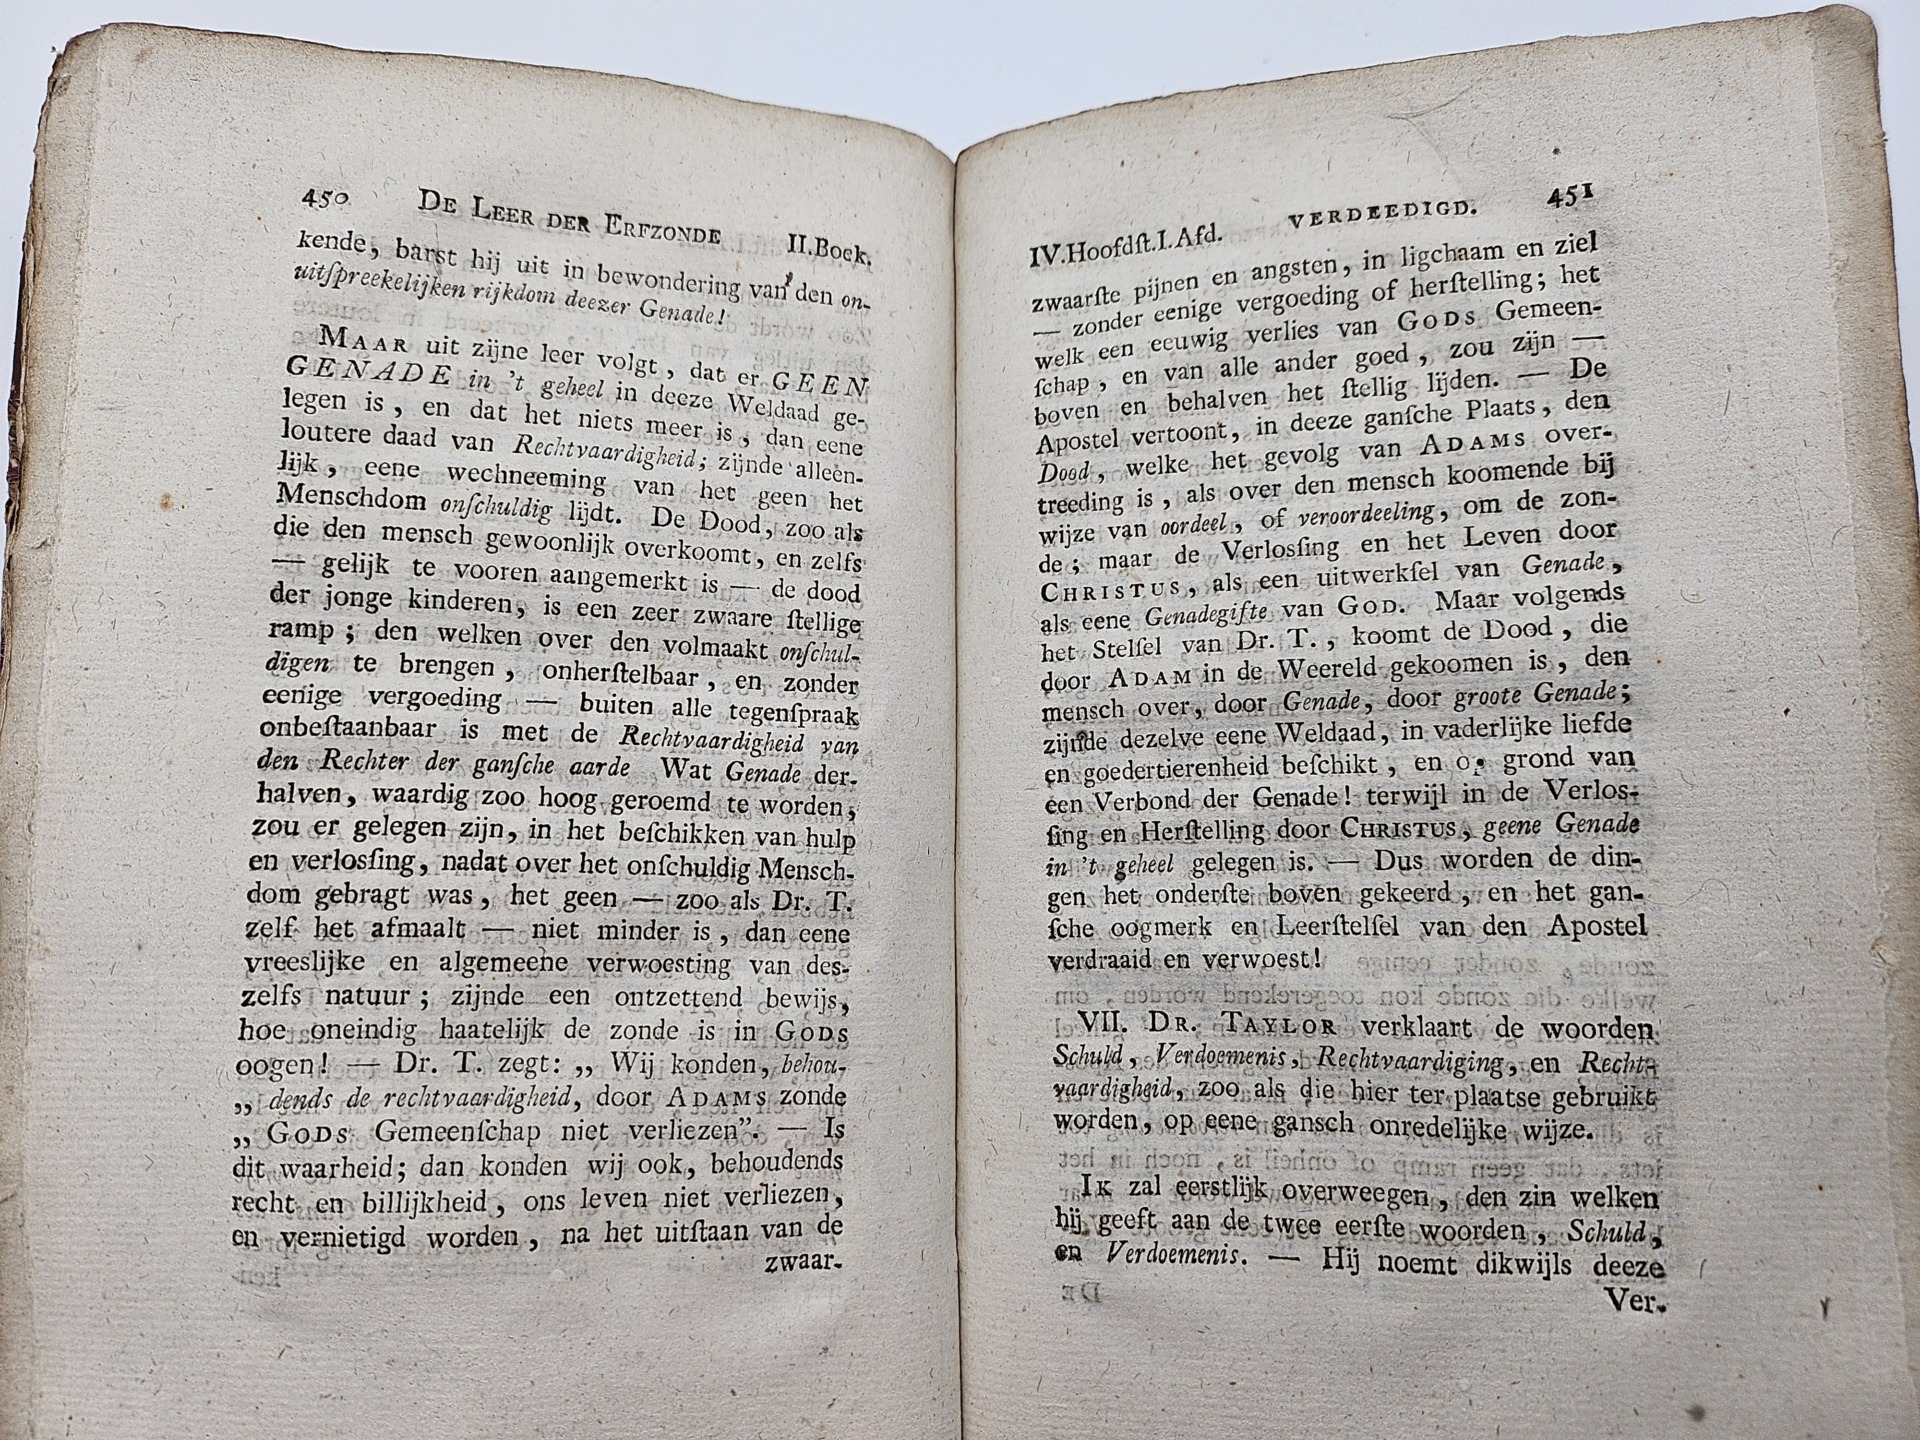 450 De Leer der Erfzonde II.Boek.
kende, barst hij uit in bewondering van den on-
uitſpreekelijken rijkdom deezer Genade!
Maar uit zijne leer volgt, dat er GEEN
GENADE in 't geheel in deeze Weldaad ge-
legen is, en dat het niets meer is, dan eene
loutere daad van Rechtvaardigheid; zijnde alleen-
lijk, eene wechneeming van het geen het
Menschdom onſchuldig lijdt. De Dood, zoo als
die den mensch gewoonlijk overkoomt, en zelfs
— gelijk te vooren aangemerkt is — de dood
der jonge kinderen, is een zeer zwaare ſtellige
ramp; den welken over den volmaakt onſchul-
digen te brengen, onherſtelbaar, en zonder
eenige vergoeding — buiten alle tegenſpraak
onbeſtaanbaar is met de Rechtvaardigheid van
den Rechter der ganſche aarde Wat Genade der-
halven, waardig zoo hoog geroemd te worden,
zou er gelegen zijn, in het beſchikken van hulp
en verlosſing, nadat over het onſchuldig Mensch-
dom gebragt was, het geen — zoo als Dr. T.
zelf het afmaalt — niet minder is, dan eene
vreeslijke en algemeene verwoesting van des-
zelfs natuur; zijnde een ontzettend bewijs,
hoe oneindig haatelijk de zonde is in Gods
oogen! — Dr. T. zegt: „ Wij konden, behou-
„ dends de rechtvaardigheid, door Adams zonde
„ Gods Gemeenſchap niet verliezen”. — Is
dit waarheid; dan konden wij ook, behoudends
recht en billijkheid, ons leven niet verliezen,
en vernietigd worden, na het uitſtaan van de
zwaar-
IV.Hoofdſt.I.Afd. VERDEEDIGD. 451
zwaarſte pijnen en angsten, in ligchaam en ziel
— zonder eenige vergoeding of herſtelling; het
welk een eeuwig verlies van Gods Gemeen-
ſchap, en van alle ander goed, zou zijn —
boven en behalven het ſtellig lijden. — De
Apostel vertoont, in deeze ganſche Plaats, den
Dood, welke het gevolg van Adams over-
treeding is, als over den mensch koomende bij
wijze van oordeel, of veroordeeling, om de zon-
de; maar de Verlosſing en het Leven door
Christus, als een uitwerkſel van Genade,
als eene Genadegifte van God. Maar volgends
het Stelſel van Dr. T., koomt de Dood, die
door Adam in de Weereld gekoomen is, den
mensch over, door Genade, door groote Genade;
zijnde dezelve eene Weldaad, in vaderlijke liefde
en goedertierenheid beſchikt, en op grond van
een Verbond der Genade! terwijl in de Verlos-
ſing en Herſtelling door Christus, geene Genade
in 't geheel gelegen is. — Dus worden de din-
gen het onderſte boven gekeerd, en het gan-
ſche oogmerk en Leerſtelſel van den Apostel
verdraaid en verwoest!
VII. Dr. Taylor verklaart de woorden
Schuld, Verdoemenis, Rechtvaardiging, en Recht-
vaardigheid, zoo als die hier ter plaatse gebruikt
worden, op eene gansch onredelijke wijze.
Ik zal eerstlijk overweegen, den zin welken
hij geeft aan de twee eerſte woorden, Schuld,
en Verdoemenis. — Hij noemt dikwijls deeze
Ver-